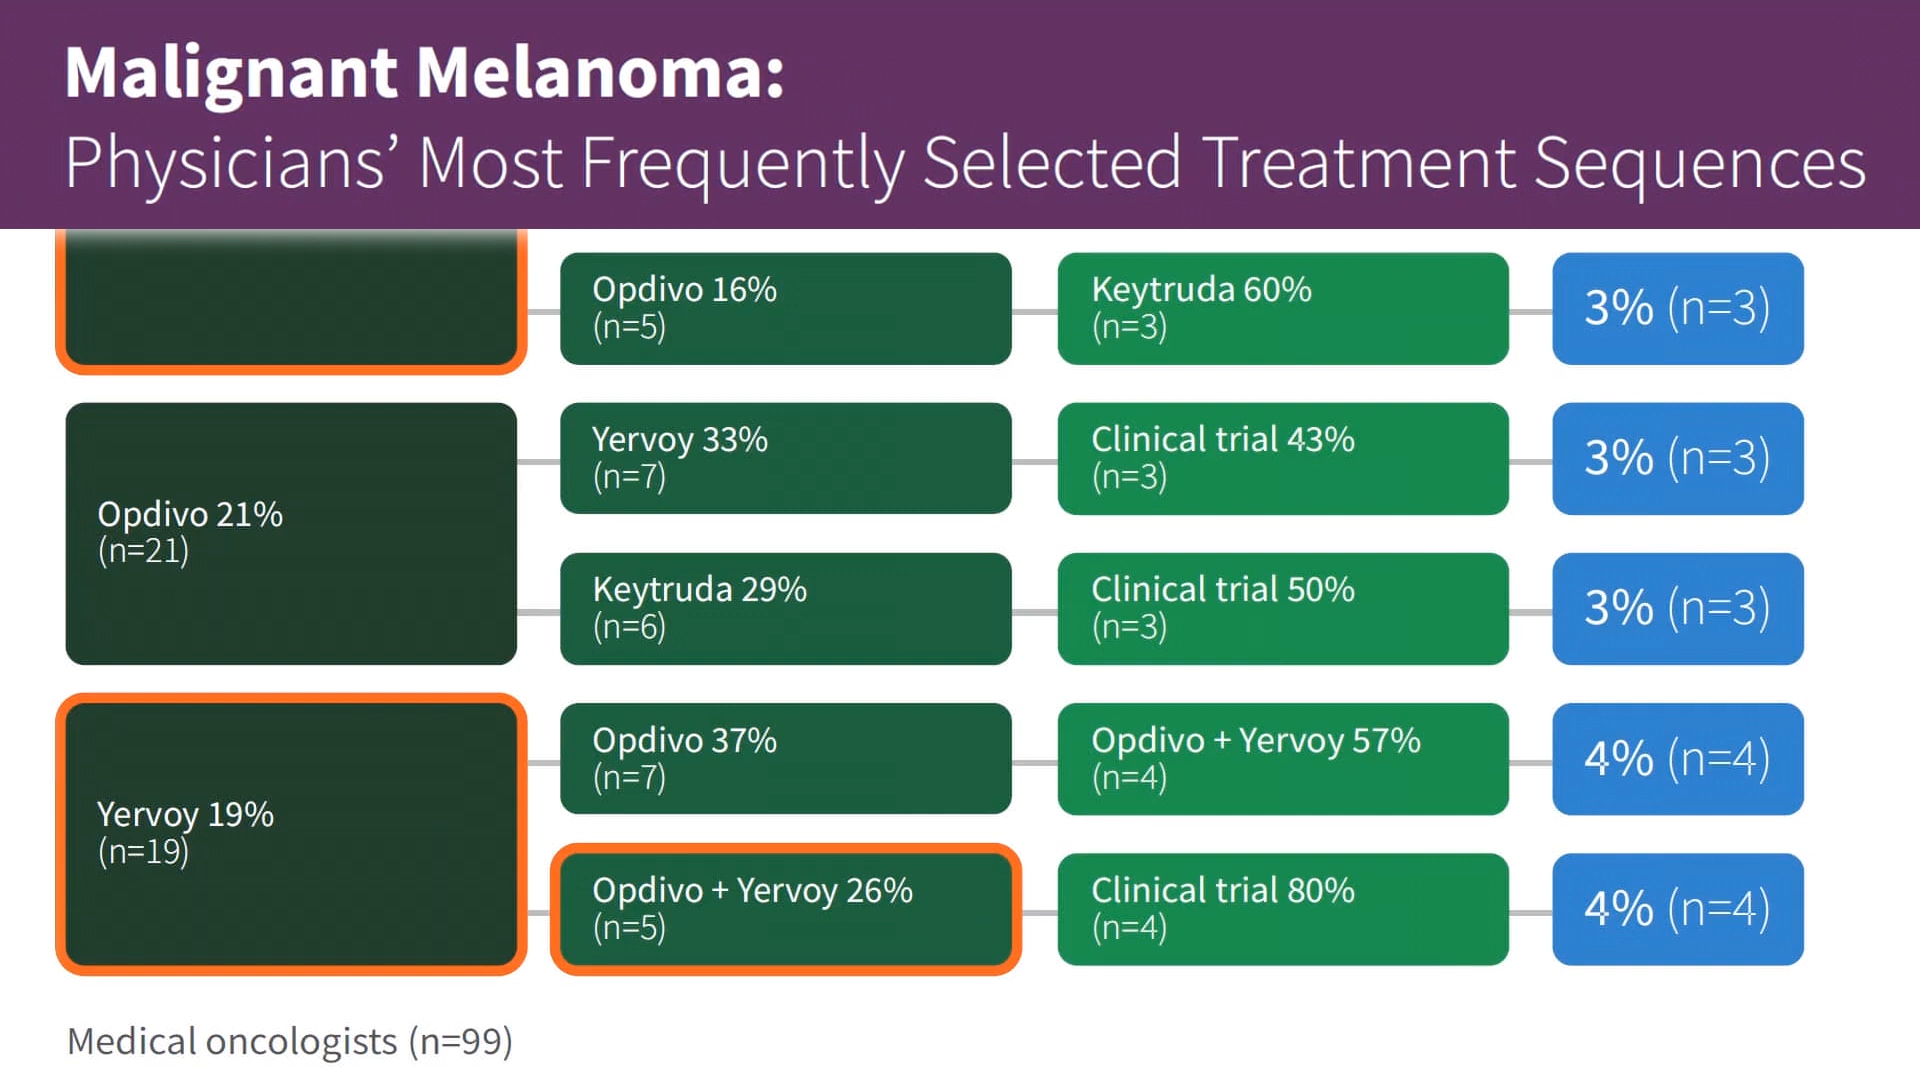 Malignant Melanoma:
Physicians’ Most Frequently Selected Treatment Sequences
Opdivo 16%
(n=5)
Keytruda 60%
(n=3)
3% (n=3)
Opdivo 21%
(n=21)
Yervoy 33%
(n=7)
Clinical trial 43%
(n=3)
3% (n=3)
Keytruda 29%
(n=6)
Clinical trial 50%
(n=3)
3% (n=3)
Yervoy 19%
(n=19)
Opdivo 37%
(n=7)
Opdivo + Yervoy 57%
(n=4)
4% (n=4)
Opdivo + Yervoy 26%
(n=5)
Clinical trial 80%
(n=4)
4% (n=4)
Medical oncologists (n=99)